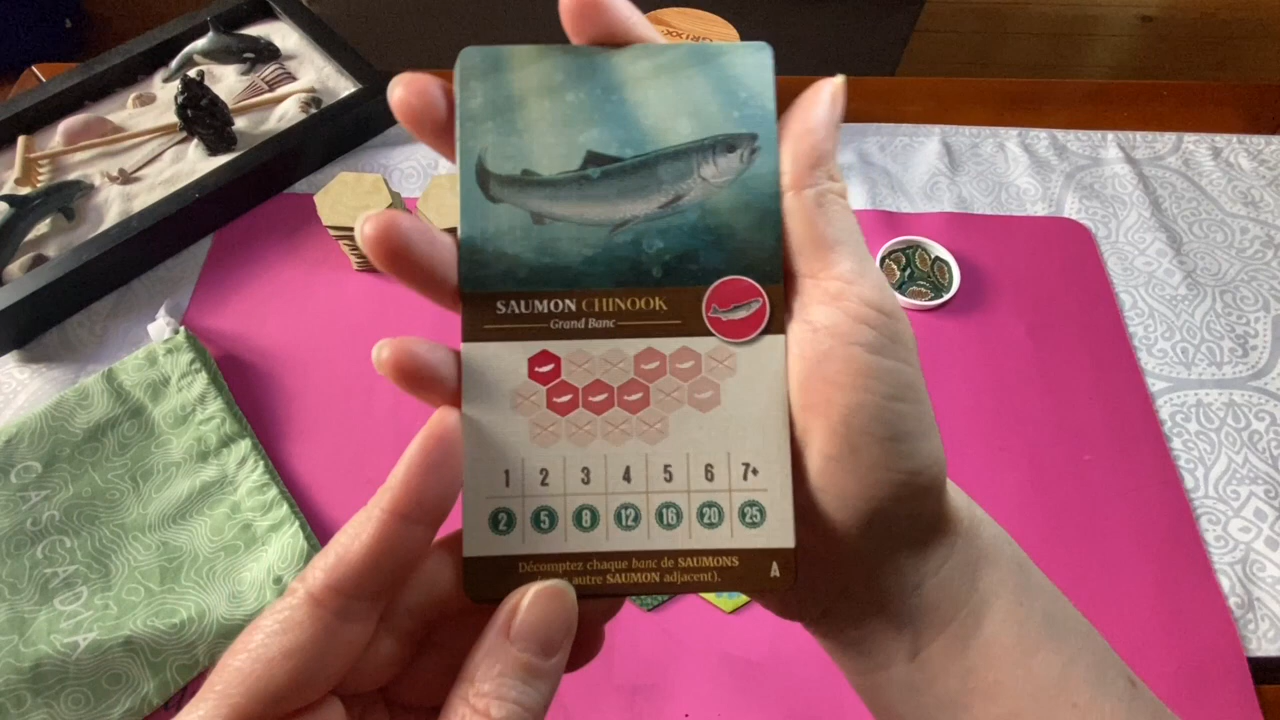 GRIXX
SAUMON CHINOOK
Grand Banc
1 2 3 4 5 6 7+
2 5 8 12 16 20 25
Décomptez chaque banc de SAUMONS
autre SAUMON adjacent).
A
CASCADIA